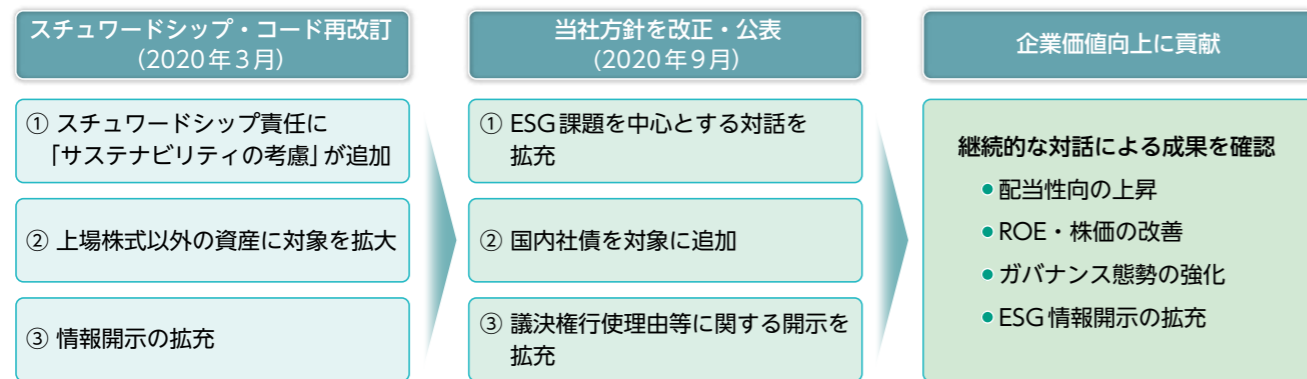 スチュワードシップ・コード再改訂
(2020年3月)
① スチュワードシップ責任に
「サステナビリティの考慮」が追加
② 上場株式以外の資産に対象を拡大
③ 情報開示の拡充
当社方針を改正・公表
(2020年9月)
① ESG課題を中心とする対話を
拡充
② 国内社債を対象に追加
③ 議決権行使理由等に関する開示を
拡充
企業価値向上に貢献
継続的な対話による成果を確認
●配当性向の上昇
●ROE・株価の改善
●ガバナンス態勢の強化
●ESG情報開示の拡充